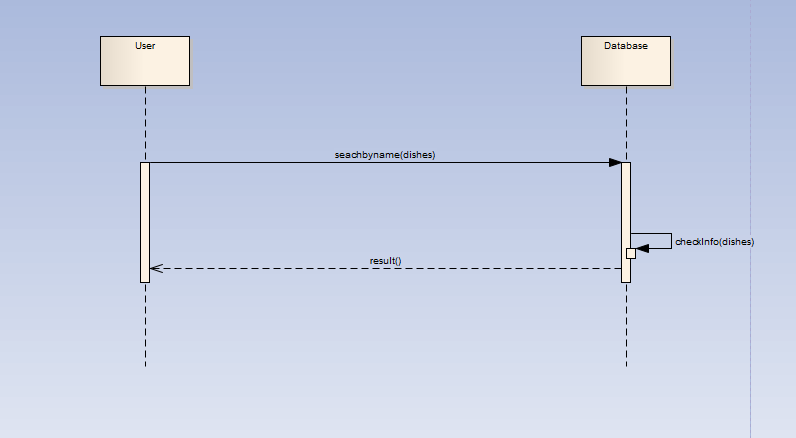 User
Database
seachbyname(dishes)
checkInfo(dishes)
result()